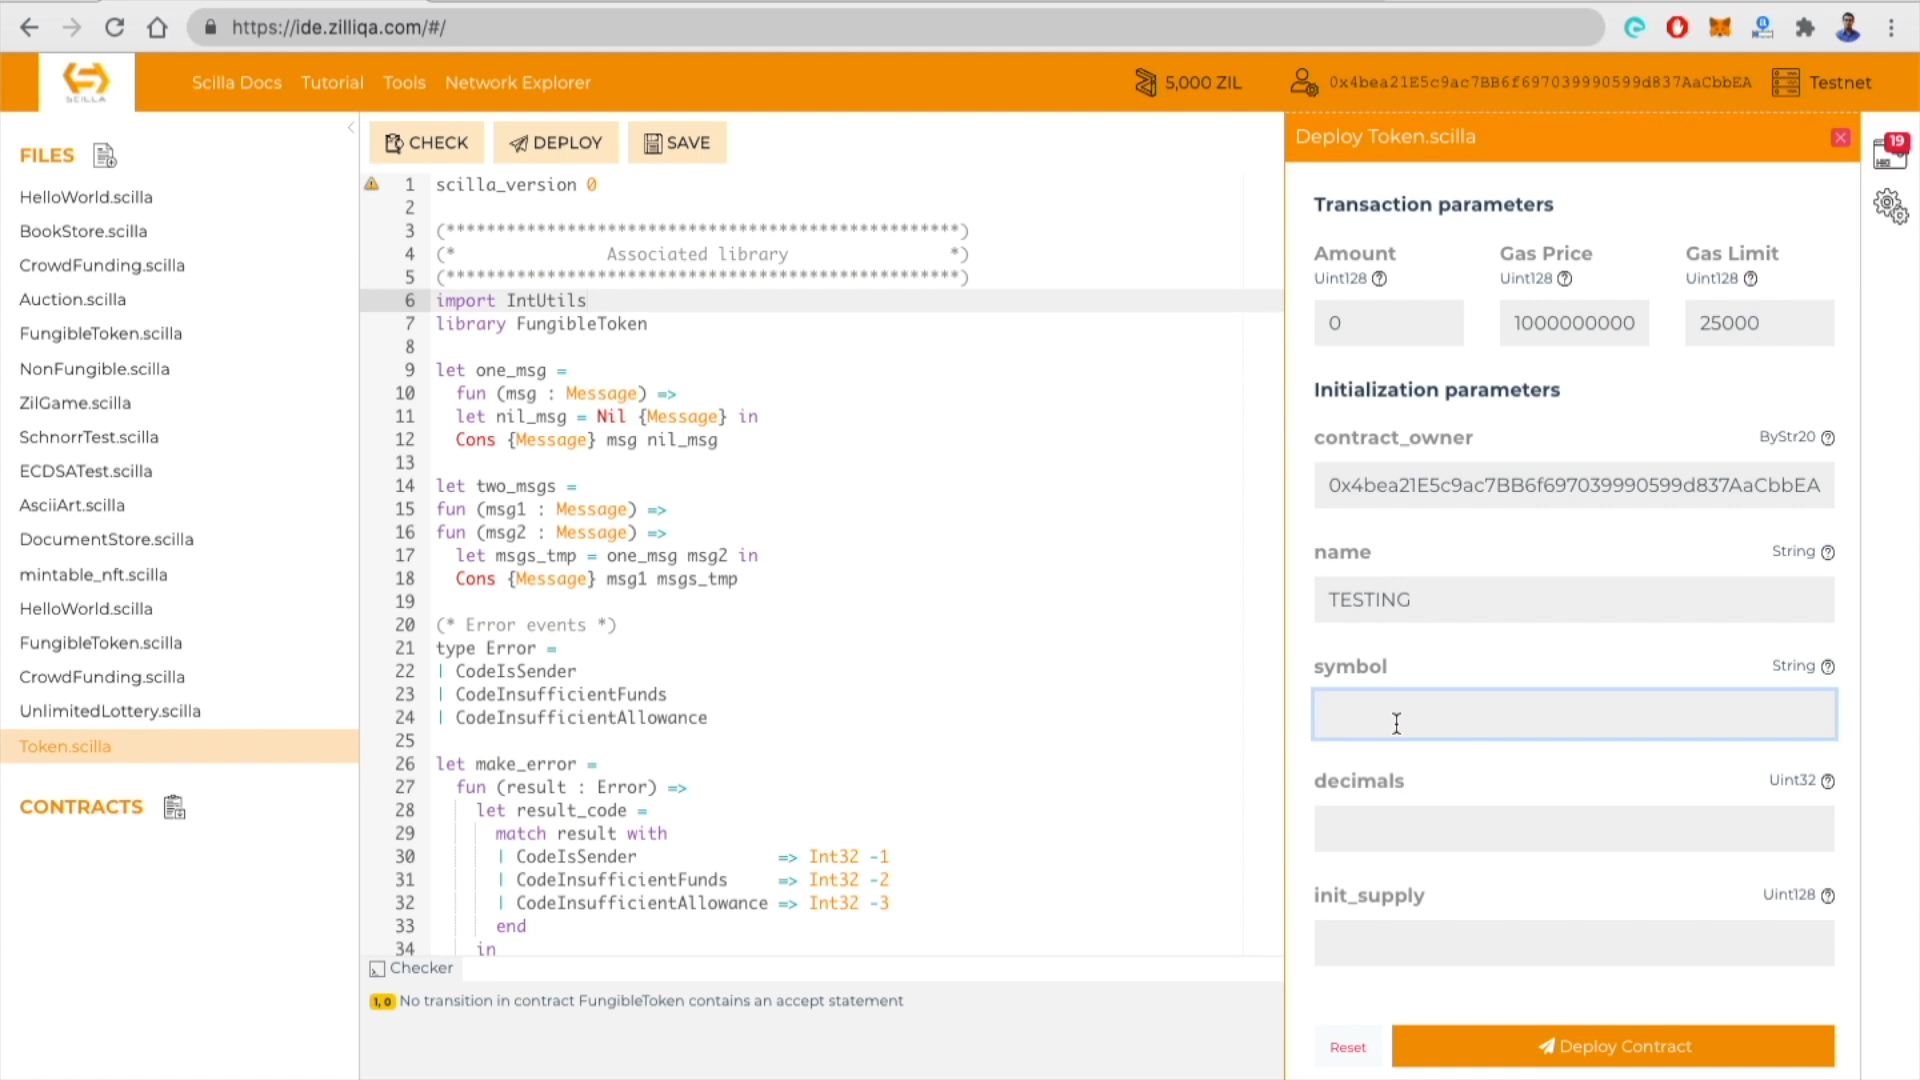 https://ide.zilliqa.com/#/
SCILLA
Scilla Docs Tutorial Tools Network Explorer
5,000 ZIL
0x4bea21E5c9ac7BB6f697039990599d837AaCbbEA
Testnet
FILES
HelloWorld.scilla
BookStore.scilla
CrowdFunding.scilla
Auction.scilla
FungibleToken.scilla
NonFungible.scilla
ZilGame.scilla
SchnorrTest.scilla
ECDSATest.scilla
AsciiArt.scilla
DocumentStore.scilla
mintable_nft.scilla
HelloWorld.scilla
FungibleToken.scilla
CrowdFunding.scilla
UnlimitedLottery.scilla
Token.scilla
CONTRACTS
CHECK DEPLOY SAVE
1 scilla_version 0
2
3 (***************************************************)
4 (*               Associated library                *)
5 (***************************************************)
6 import IntUtils
7 library FungibleToken
8
9 let one_msg =
10   fun (msg : Message) =>
11   let nil_msg = Nil {Message} in
12   Cons {Message} msg nil_msg
13
14 let two_msgs =
15 fun (msg1 : Message) =>
16 fun (msg2 : Message) =>
17   let msgs_tmp = one_msg msg2 in
18   Cons {Message} msg1 msgs_tmp
19
20 (* Error events *)
21 type Error =
22 | CodeIsSender
23 | CodeInsufficientFunds
24 | CodeInsufficientAllowance
25
26 let make_error =
27   fun (result : Error) =>
28     let result_code =
29       match result with
30       | CodeIsSender              => Int32 -1
31       | CodeInsufficientFunds     => Int32 -2
32       | CodeInsufficientAllowance => Int32 -3
33       end
34     in
Checker
1, 0 No transition in contract FungibleToken contains an accept statement
Deploy Token.scilla
Transaction parameters
Amount Gas Price Gas Limit
Uint128 ? Uint128 ? Uint128 ?
0 1000000000 25000
Initialization parameters
contract_owner ByStr20 ?
0x4bea21E5c9ac7BB6f697039990599d837AaCbbEA
name String ?
TESTING
symbol String ?
decimals Uint32 ?
init_supply Uint128 ?
Reset Deploy Contract
19